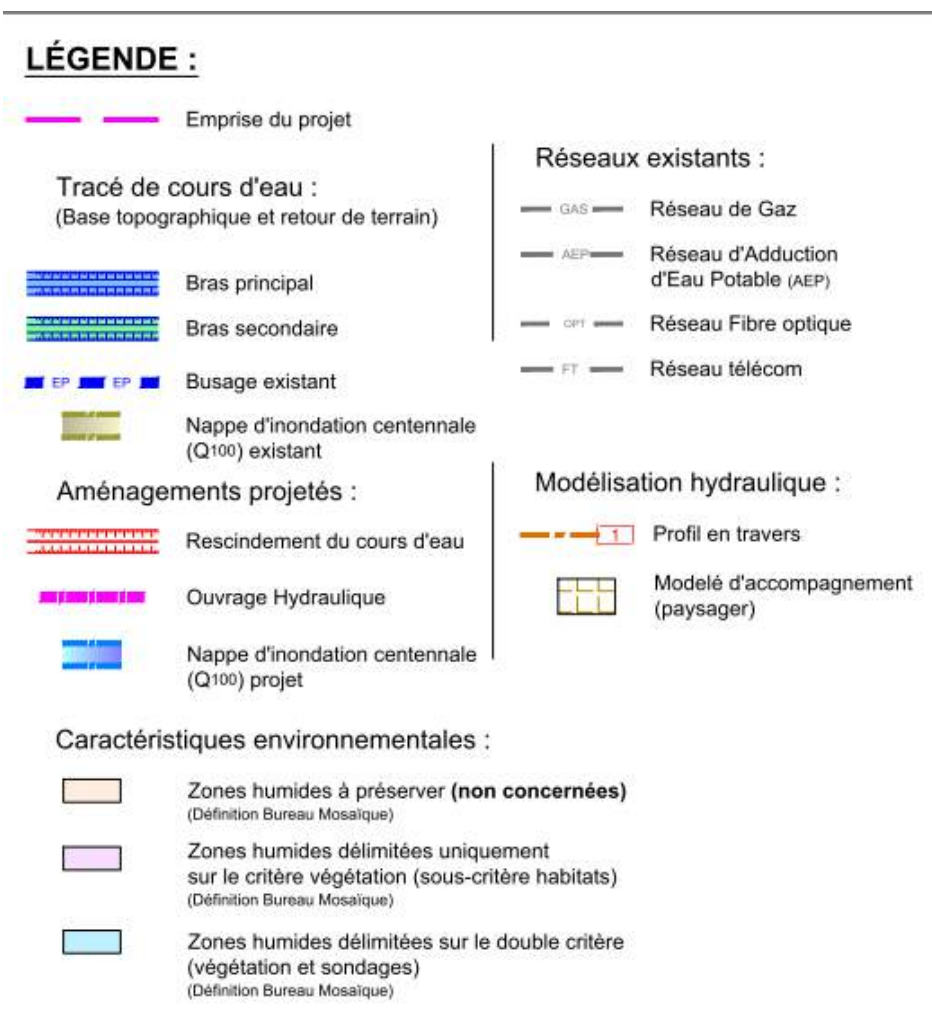 LÉGENDE :
Emprise du projet
Tracé de cours d'eau :
(Base topographique et retour de terrain)
Bras principal
Bras secondaire
EP EP Busage existant
Nappe d'inondation centennale
(Q100) existant
Aménagements projetés :
Rescindement du cours d'eau
Ouvrage Hydraulique
Nappe d'inondation centennale
(Q100) projet
Réseaux existants :
GAS Réseau de Gaz
AEP Réseau d'Adduction
d'Eau Potable (AEP)
OPT Réseau Fibre optique
FT Réseau télécom
Modélisation hydraulique :
1 Profil en travers
Modelé d'accompagnement
(paysager)
Caractéristiques environnementales :
Zones humides à préserver (non concernées)
(Définition Bureau Mosaïque)
Zones humides délimitées uniquement
sur le critère végétation (sous-critère habitats)
(Définition Bureau Mosaïque)
Zones humides délimitées sur le double critère
(végétation et sondages)
(Définition Bureau Mosaïque)